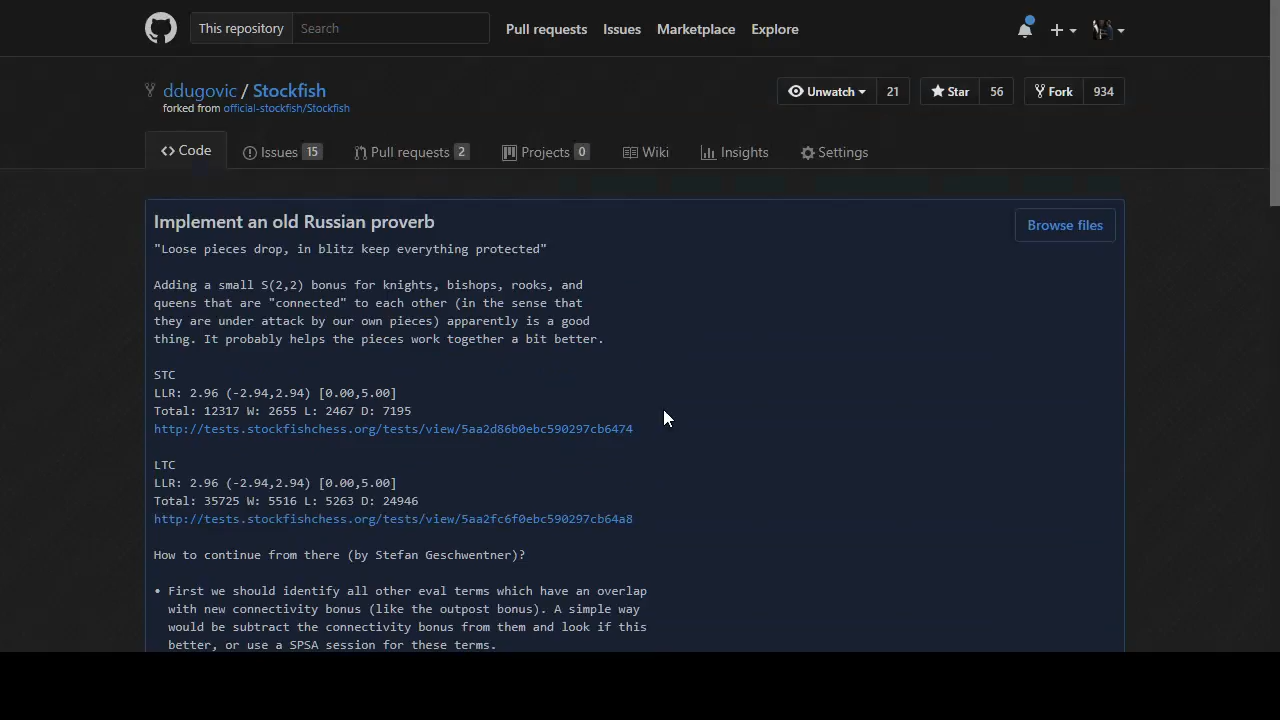 This repository Search Pull requests Issues Marketplace Explore
ddugovic / Stockfish Unwatch 21 Star 56 Fork 934
forked from official-stockfish/Stockfish
Code Issues 15 Pull requests 2 Projects 0 Wiki Insights Settings
Implement an old Russian proverb
Browse files
"Loose pieces drop, in blitz keep everything protected"
Adding a small S(2,2) bonus for knights, bishops, rooks, and
queens that are "connected" to each other (in the sense that
they are under attack by our own pieces) apparently is a good
thing. It probably helps the pieces work together a bit better.
STC
LLR: 2.96 (-2.94,2.94) [0.00,5.00]
Total: 12317 W: 2655 L: 2467 D: 7195
http://tests.stockfishchess.org/tests/view/5aa2d86b0ebc590297cb6474
LTC
LLR: 2.96 (-2.94,2.94) [0.00,5.00]
Total: 35725 W: 5516 L: 5263 D: 24946
http://tests.stockfishchess.org/tests/view/5aa2fc6f0ebc590297cb64a8
How to continue from there (by Stefan Geschwentner)?
• First we should identify all other eval terms which have an overlap
with new connectivity bonus (like the outpost bonus). A simple way
would be subtract the connectivity bonus from them and look if this
better, or use a SPSA session for these terms.